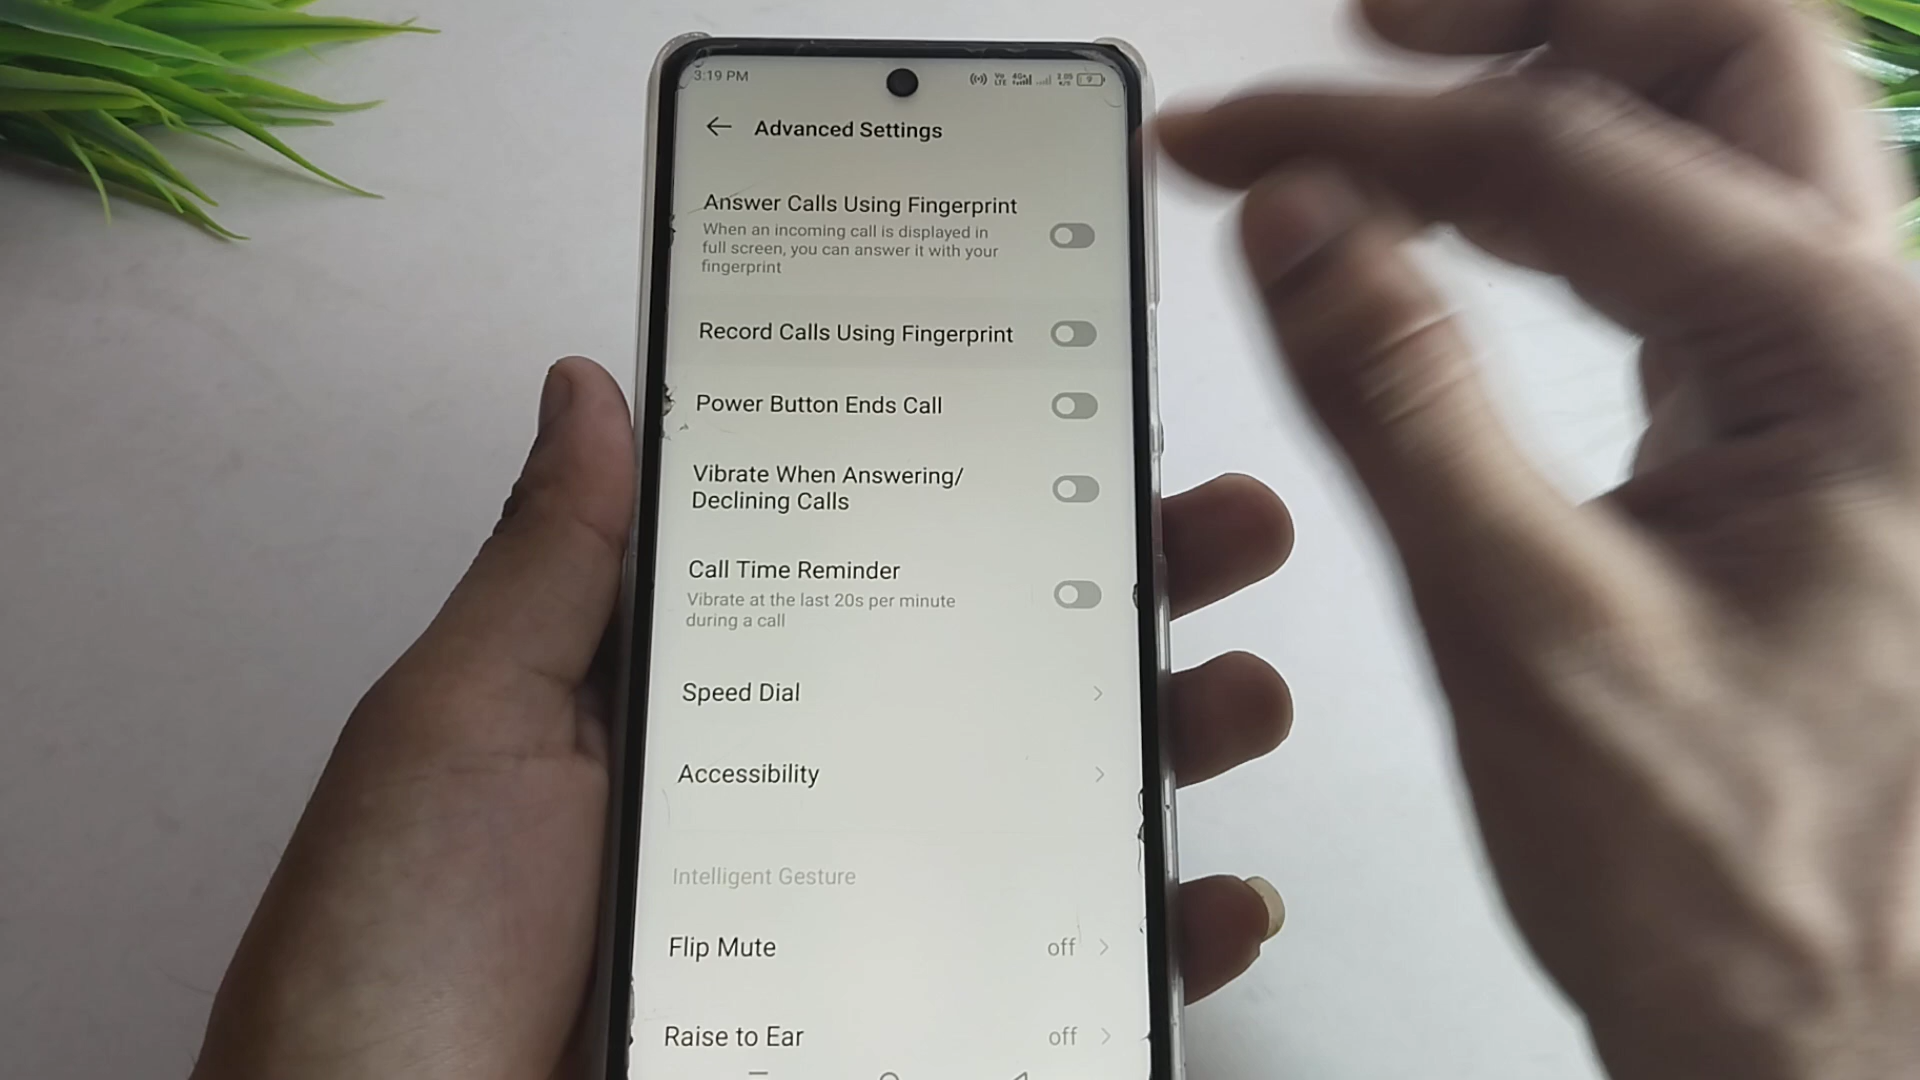 3:19 PM
Advanced Settings
Answer Calls Using Fingerprint
When an incoming call is displayed in
full screen, you can answer it with your
fingerprint
Record Calls Using Fingerprint
Power Button Ends Call
Vibrate When Answering/
Declining Calls
Call Time Reminder
Vibrate at the last 20s per minute
during a call
Speed Dial
Accessibility
Intelligent Gesture
Flip Mute off
Raise to Ear off